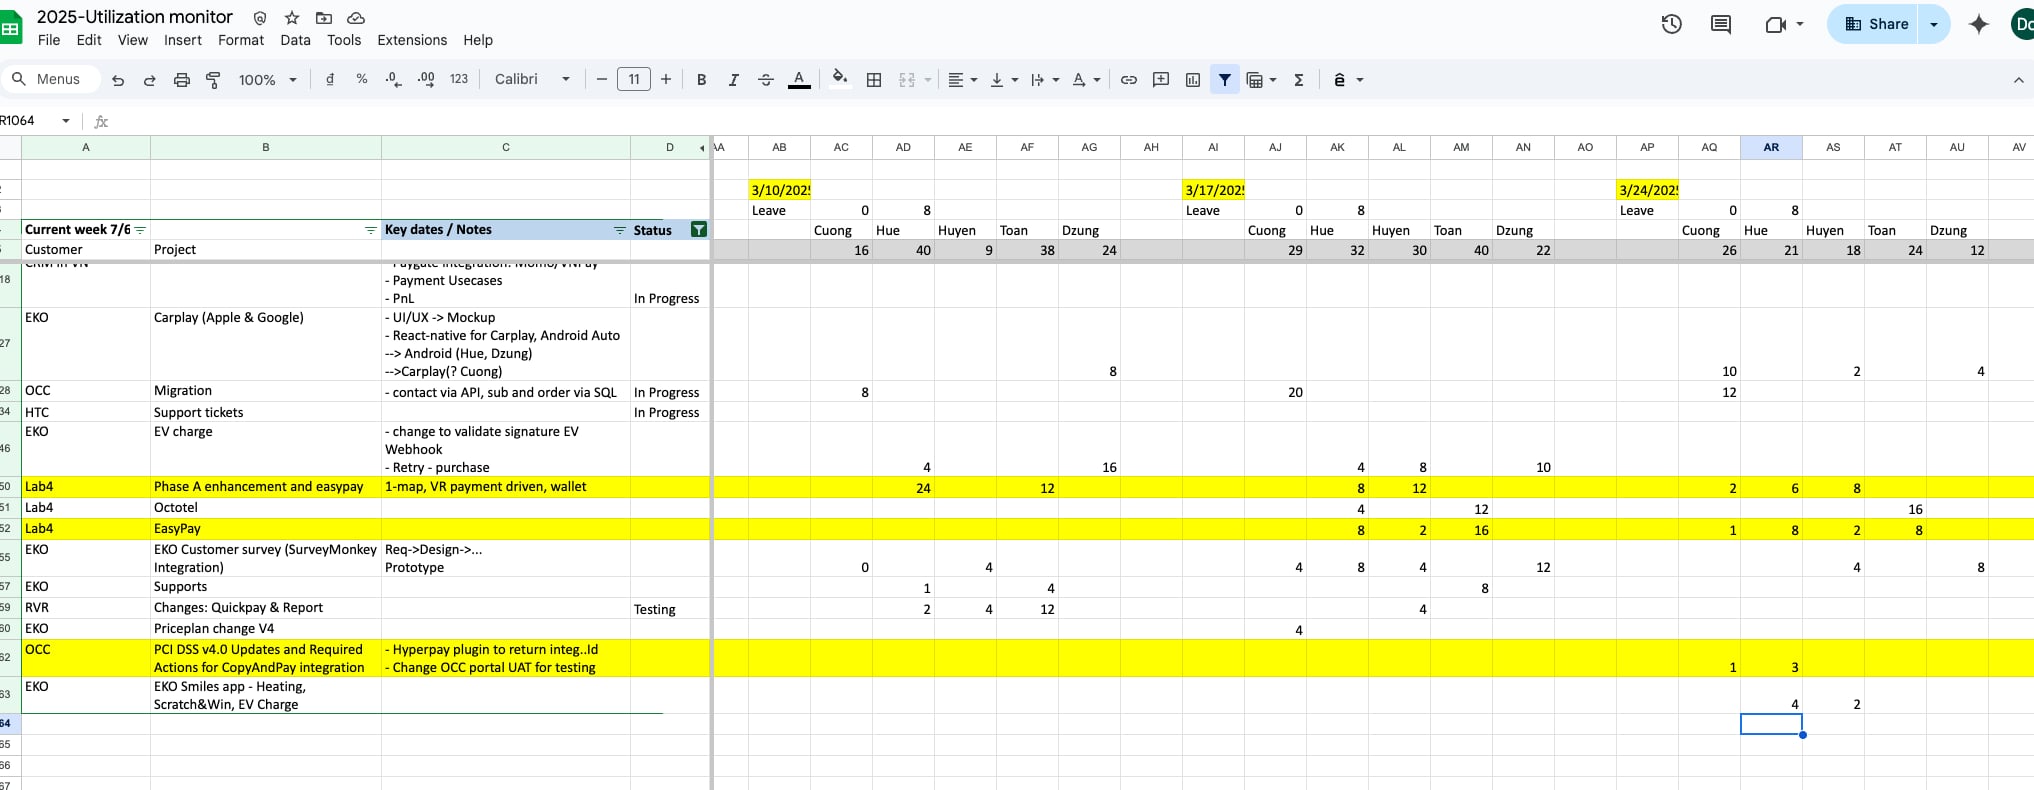 2025-Utilization monitor
File Edit View Insert Format Data Tools Extensions Help
Share
Menus 100% đ % .0 .00 123 Calibri 11 B I A
R1064 fx
A B C D AA AB AC AD AE AF AG AH AI AJ AK AL AM AN AO AP AQ AR AS AT AU AV
3/10/202 3/17/202 3/24/202
Leave 0 8 Leave 0 8 Leave 0 8
Current week 7/6 Key dates / Notes Status Cuong Hue Huyen Toan Dzung Cuong Hue Huyen Toan Dzung Cuong Hue Huyen Toan Dzung
Customer Project 16 40 9 38 24 29 32 30 40 22 26 21 18 24 12
CRM in VN - Paygate integration: Momo/VNPay
18 - Payment Usecases
- PnL In Progress
EKO Carplay (Apple & Google) - UI/UX -> Mockup
- React-native for Carplay, Android Auto
27 --> Android (Hue, Dzung)
-->Carplay(? Cuong) 8 10 2 4
28 OCC Migration - contact via API, sub and order via SQL In Progress 8 20 12
34 HTC Support tickets In Progress
EKO EV charge - change to validate signature EV
46 Webhook
- Retry - purchase 4 16 4 8 10
50 Lab4 Phase A enhancement and easypay 1-map, VR payment driven, wallet 24 12 8 12 2 6 8
51 Lab4 Octotel 4 12 16
52 Lab4 EasyPay 8 2 16 1 8 2 8
55 EKO EKO Customer survey (SurveyMonkey Req->Design->...
Integration) Prototype 0 4 4 8 4 12 4 8
57 EKO Supports 1 4 8
59 RVR Changes: Quickpay & Report Testing 2 4 12 4
60 EKO Priceplan change V4 4
62 OCC PCI DSS v4.0 Updates and Required - Hyperpay plugin to return integ..Id
Actions for CopyAndPay integration - Change OCC portal UAT for testing 1 3
63 EKO EKO Smiles app - Heating,
Scratch&Win, EV Charge 4 2
64
65
66
67